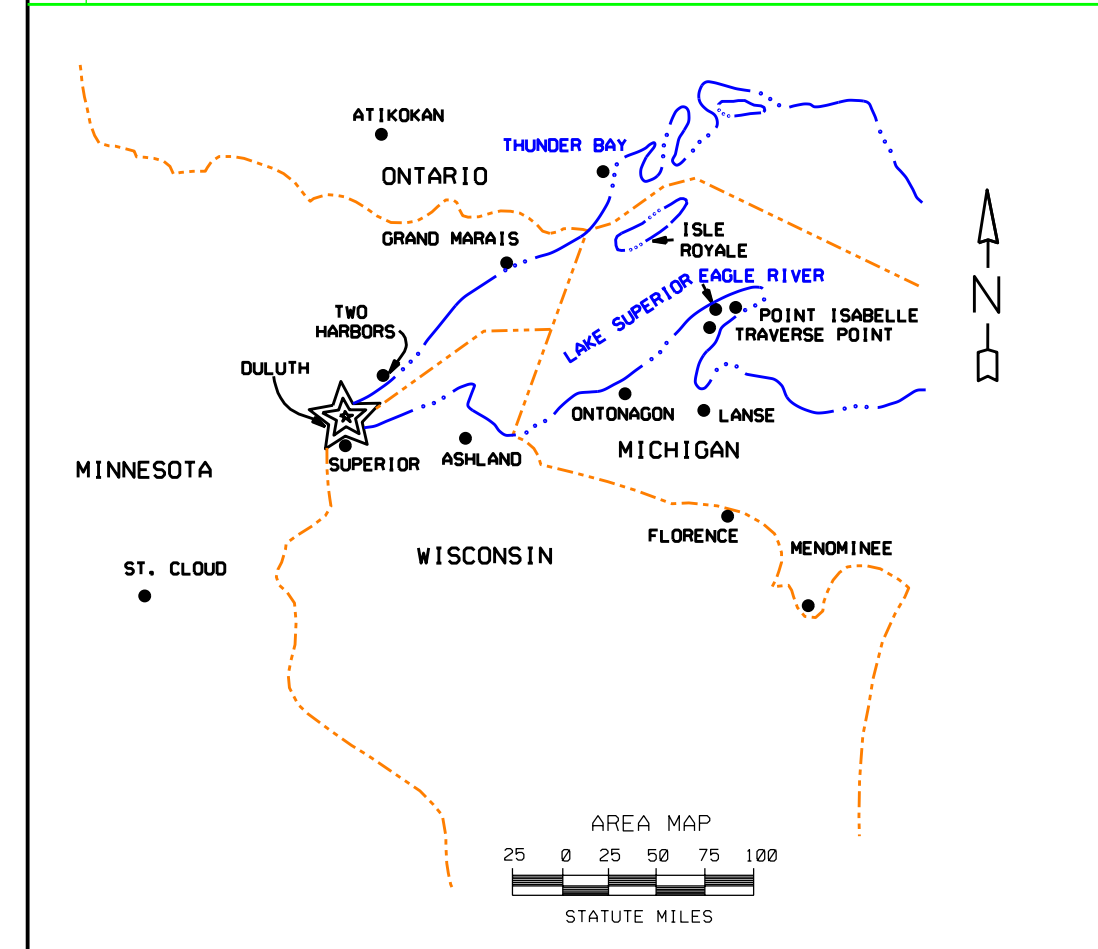 ATIKOKAN
THUNDER BAY
ONTARIO
ISLE
ROYALE
GRAND MARAIS
LAKE SUPERIOR
EAGLE RIVER
N
TWO
HARBORS
POINT ISABELLE
TRAVERSE POINT
DULUTH
ONTONAGON
LANSE
MICHIGAN
SUPERIOR
ASHLAND
MINNESOTA
FLORENCE
MENOMINEE
WISCONSIN
ST. CLOUD
AREA MAP
25 0 25 50 75 100
STATUTE MILES